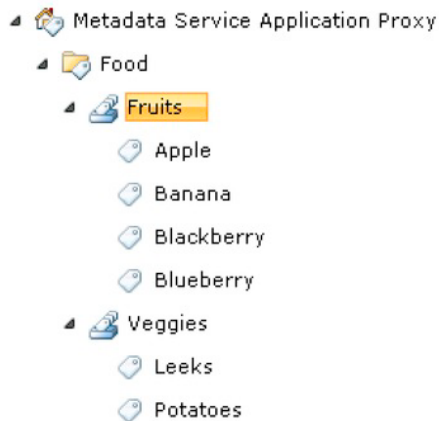 Metadata Service Application Proxy
Food
Fruits
Apple
Banana
Blackberry
Blueberry
Veggies
Leeks
Potatoes